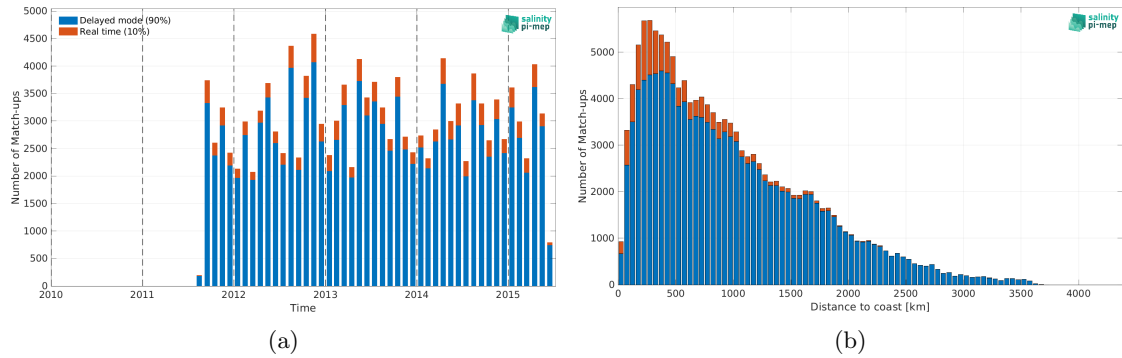 Delayed mode (90%)
Real time (10%)
salinity
pi-mep
Number of Match-ups
5000
4500
4000
3500
3000
2500
2000
1500
1000
500
0
2010
2011
2012
2013
2014
2015
Time
(a)
salinity
pi-mep
Number of Match-ups
5000
4000
3000
2000
1000
0
0
500
1000
1500
2000
2500
3000
3500
4000
Distance to coast [km]
(b)